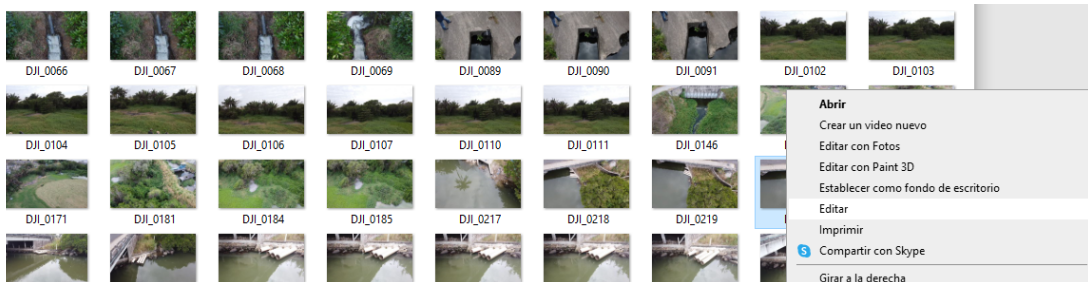 DJI_0066 DJI_0067 DJI_0068 DJI_0069 DJI_0089 DJI_0090 DJI_0091 DJI_0102 DJI_0103
DJI_0104 DJI_0105 DJI_0106 DJI_0107 DJI_0110 DJI_0111 DJI_0146
DJI_0171 DJI_0181 DJI_0184 DJI_0185 DJI_0217 DJI_0218 DJI_0219
Abrir
Crear un video nuevo
Editar con Fotos
Editar con Paint 3D
Establecer como fondo de escritorio
Editar
Imprimir
Compartir con Skype
Girar a la derecha